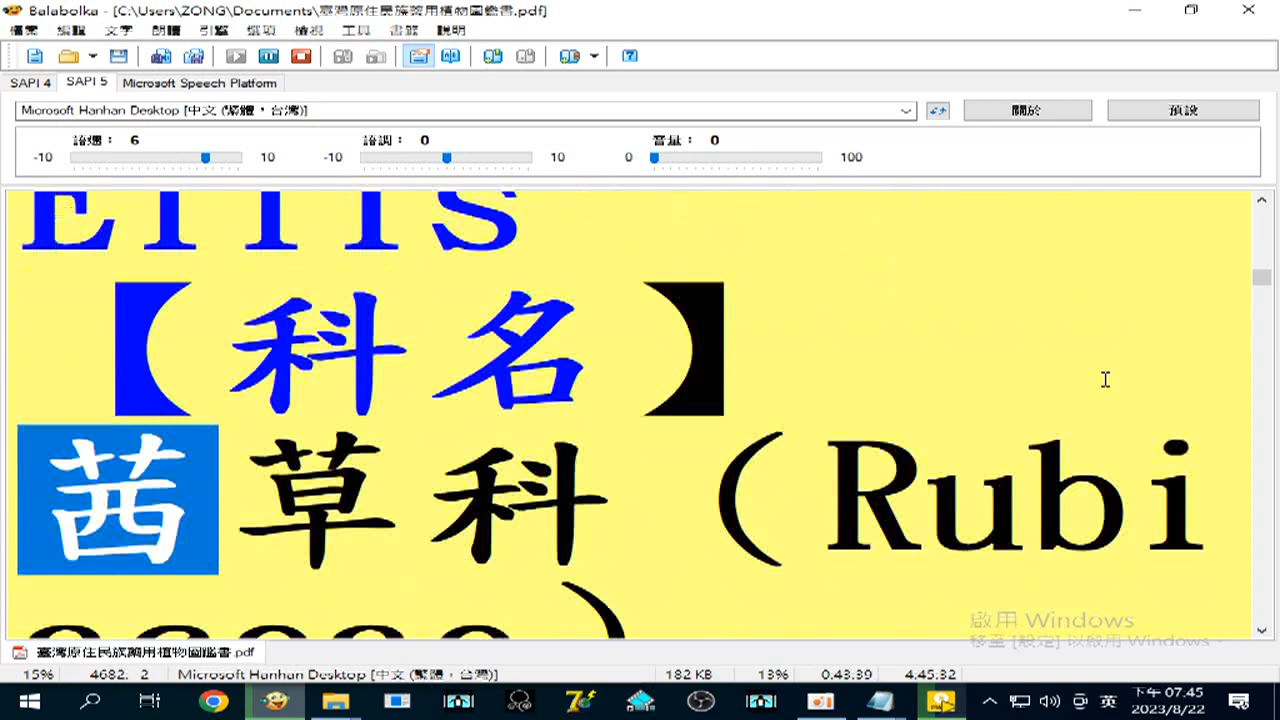 Balabolka - [C:\Users\ZONG\Documents\臺灣原住民族藥用植物圖鑑書.pdf]
檔案 編輯 文字 朗讀 引擎 選項 檢視 工具 書籤 說明
SAPI 4 SAPI 5 Microsoft Speech Platform
Microsoft Hanhan Desktop [中文 (繁體，台灣)] 關於 預設
語速： 6 語調： 0 音量： 0
-10 10 -10 10 0 100
【科名】
茜草科（Rubi
啟用 Windows
移至 [設定] 以啟用 Windows。
臺灣原住民族藥用植物圖鑑書.pdf
15% 4682. 2 Microsoft Hanhan Desktop [中文 (繁體，台灣)] 182 KB 13% 0.43.39 4.45.32
英 下午 07.45
2023/8/22